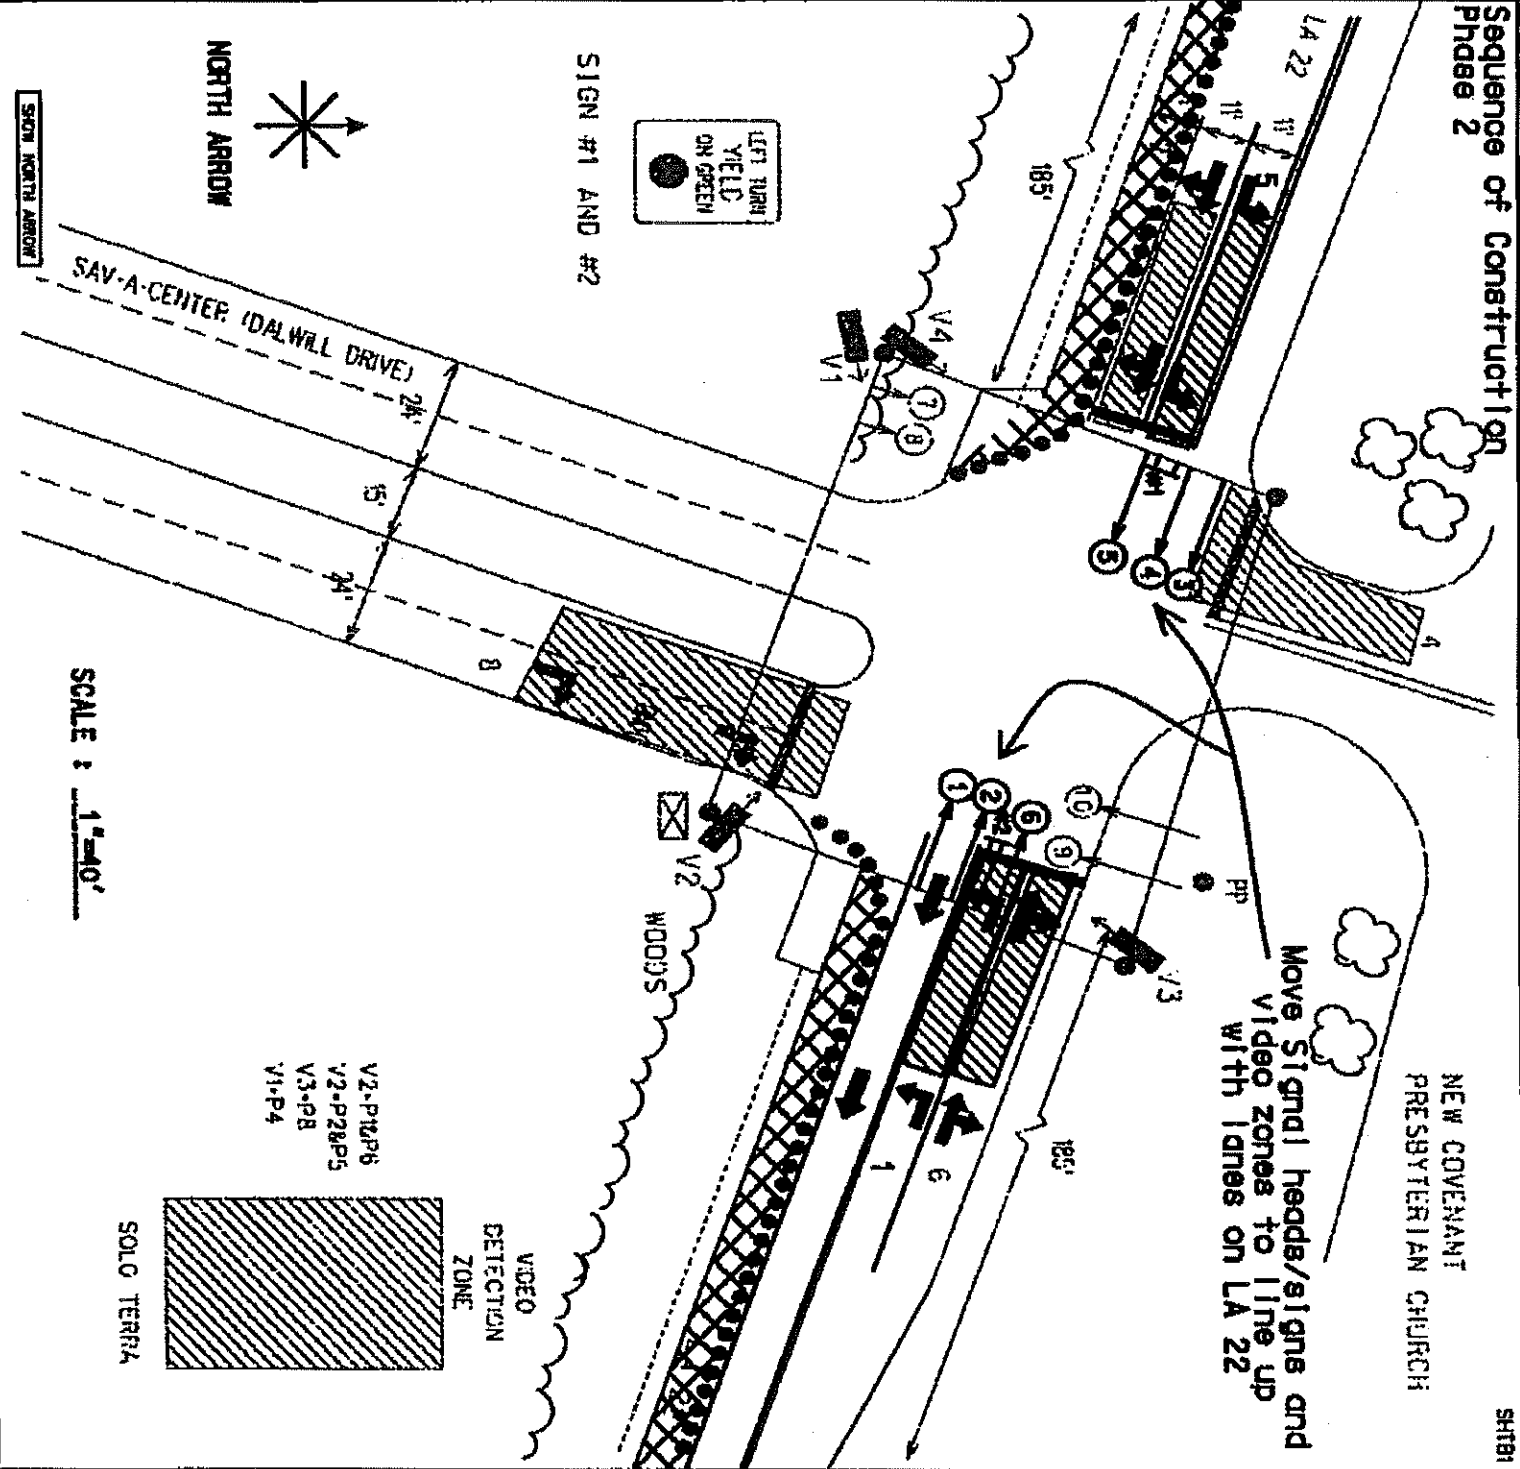 Sequence of Construction
Phase 2
SHTB1
LA 22
11'
11'
5
185'
LEFT TURN
YIELD
ON GREEN
SIGN #1 AND #2
NORTH ARROW
SHOW NORTH ARROW
SAV-A-CENTER (DALWILL DRIVE)
24'
15'
24'
V4
V1
7
8
#1
5
4
3
4
8
1
2
6
#2
10
9
PP
V3
V2
WOODS
Move Signal heads/signs and
video zones to line up
with lanes on LA 22
NEW COVENANT
PRESBYTERIAN CHURCH
185'
1
6
SCALE : 1"=40'
V2-P1&P6
V2-P2&P5
V3-P8
V1-P4
VIDEO
DETECTION
ZONE
SOLO TERRA